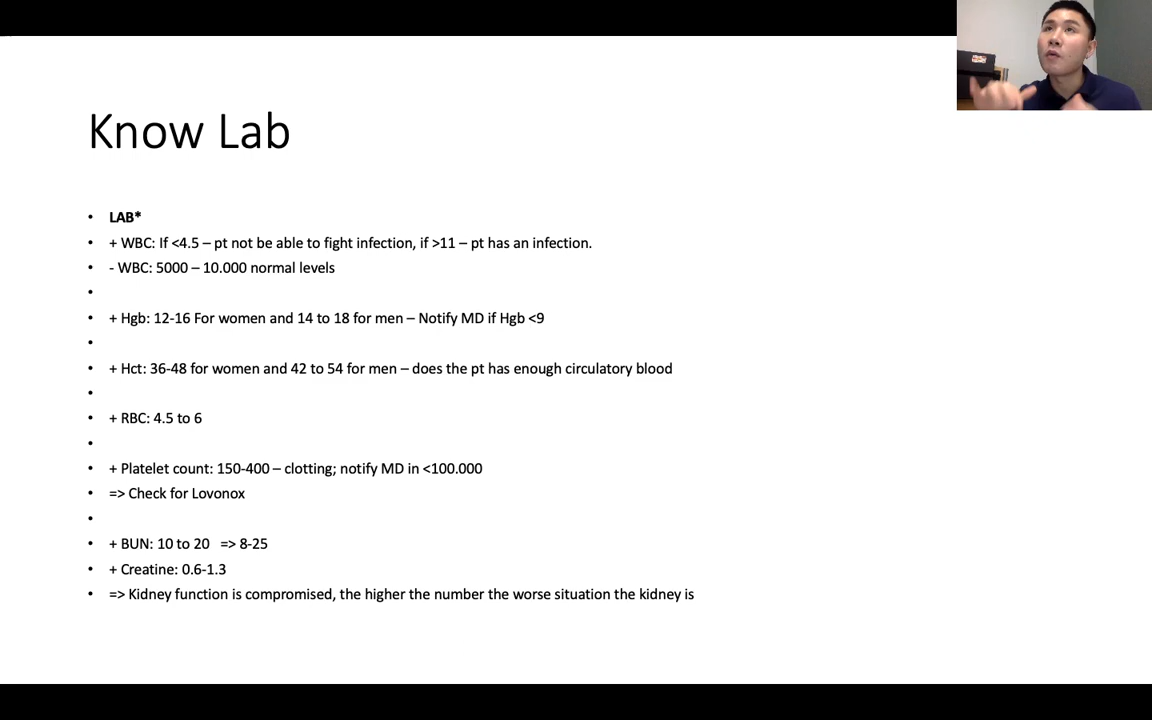 Know Lab
• LAB*
• + WBC: If <4.5 – pt not be able to fight infection, if >11 – pt has an infection.
• - WBC: 5000 – 10.000 normal levels
•
• + Hgb: 12-16 For women and 14 to 18 for men – Notify MD if Hgb <9
•
• + Hct: 36-48 for women and 42 to 54 for men – does the pt has enough circulatory blood
•
• + RBC: 4.5 to 6
•
• + Platelet count: 150-400 – clotting; notify MD in <100.000
• => Check for Lovonox
•
• + BUN: 10 to 20 => 8-25
• + Creatine: 0.6-1.3
• => Kidney function is compromised, the higher the number the worse situation the kidney is